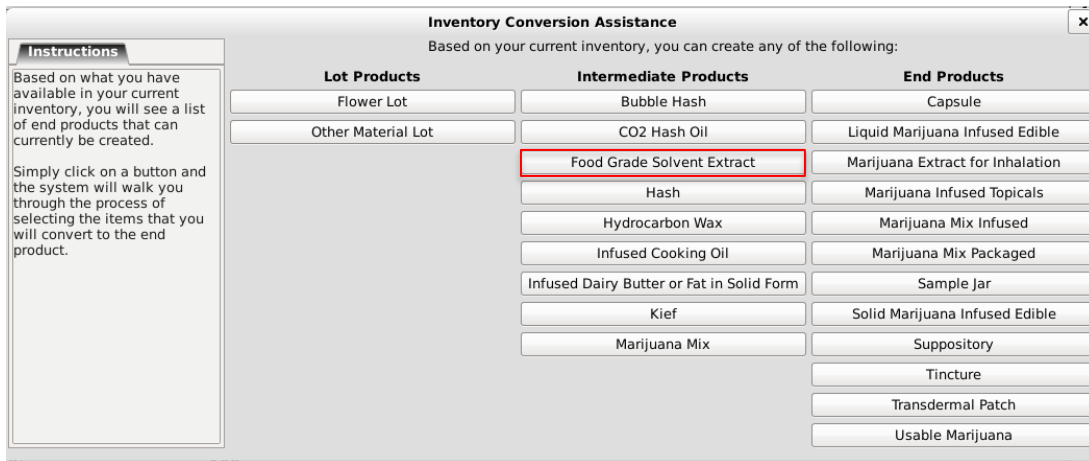 Inventory Conversion Assistance
x
Instructions
Based on your current inventory, you can create any of the following:
Based on what you have
available in your current
inventory, you will see a list
of end products that can
currently be created.
Simply click on a button and
the system will walk you
through the process of
selecting the items that you
will convert to the end
product.
Lot Products
Flower Lot
Other Material Lot
Intermediate Products
Bubble Hash
CO2 Hash Oil
Food Grade Solvent Extract
Hash
Hydrocarbon Wax
Infused Cooking Oil
Infused Dairy Butter or Fat in Solid Form
Kief
Marijuana Mix
End Products
Capsule
Liquid Marijuana Infused Edible
Marijuana Extract for Inhalation
Marijuana Infused Topicals
Marijuana Mix Infused
Marijuana Mix Packaged
Sample Jar
Solid Marijuana Infused Edible
Suppository
Tincture
Transdermal Patch
Usable Marijuana